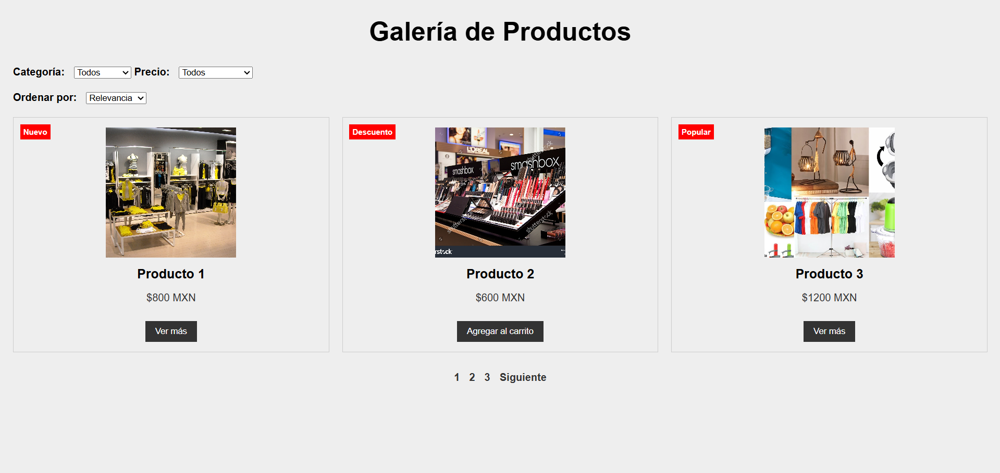 Galería de Productos
Categoría: Todos Precio: Todos
Ordenar por: Relevancia
Nuevo
Producto 1
$800 MXN
Ver más
Descuento
L'OREAL
smashbox
smashbox
shutterstock
shutterstock
shutterstock
rstock
Producto 2
$600 MXN
Agregar al carrito
Popular
Producto 3
$1200 MXN
Ver más
1 2 3 Siguiente